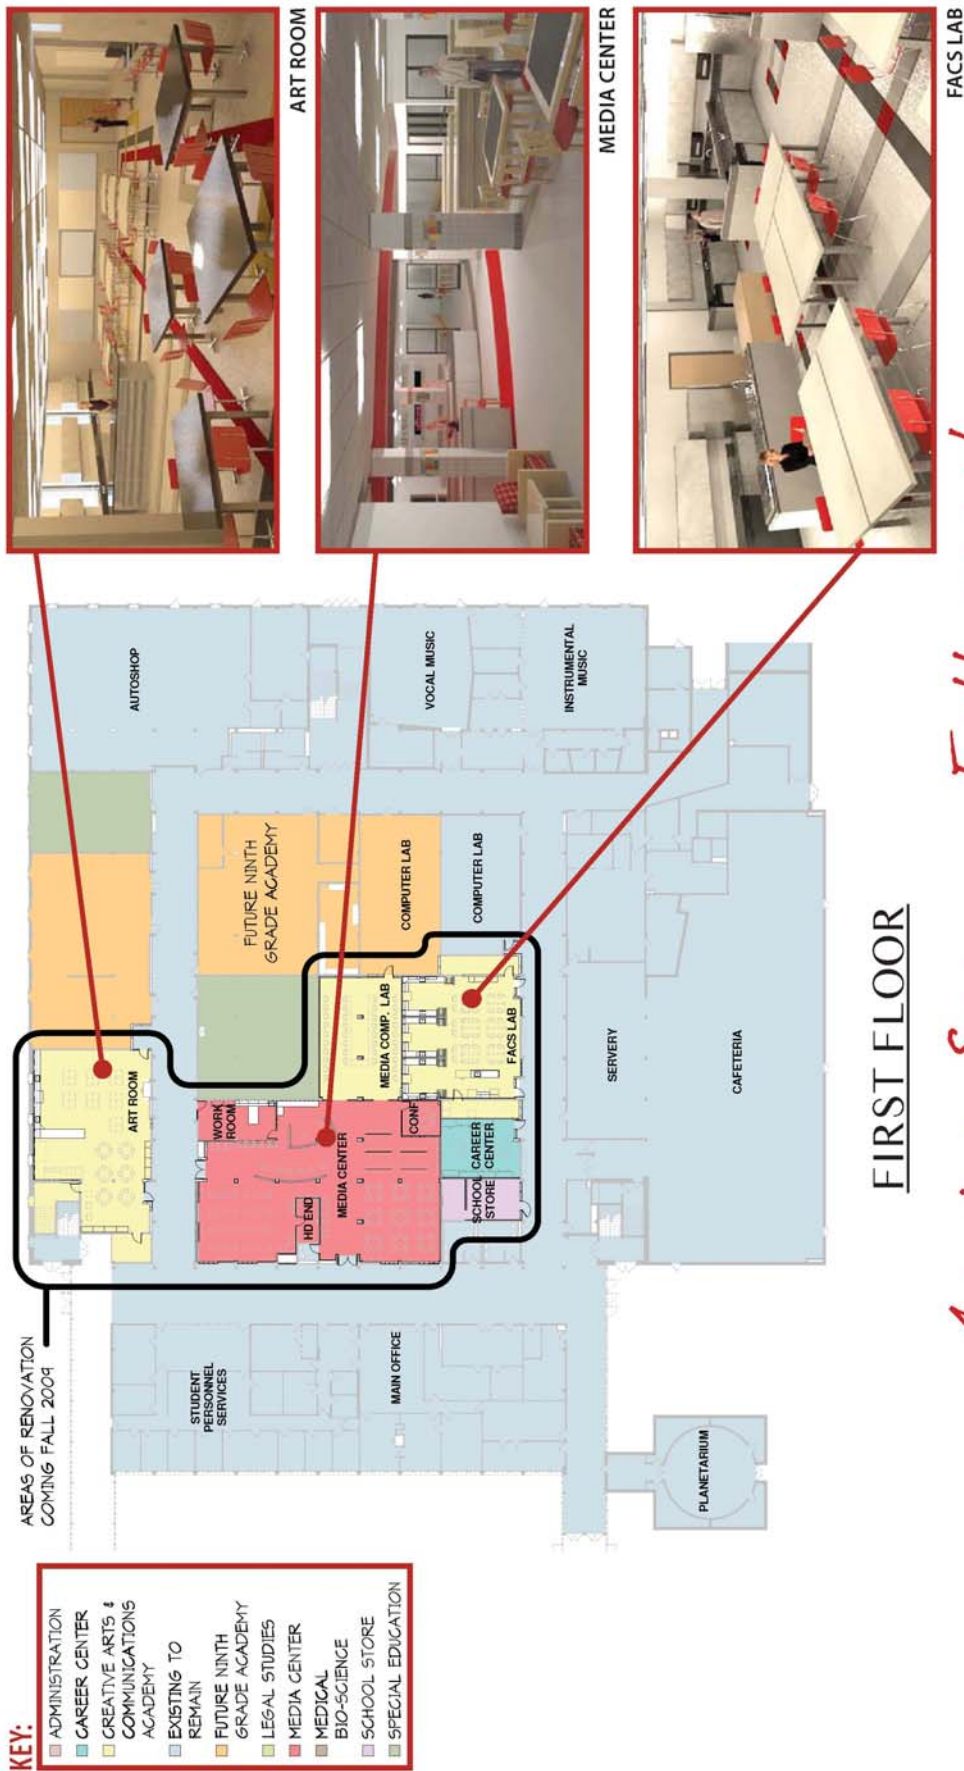 KEY:
ADMINISTRATION
CAREER CENTER
CREATIVE ARTS &
COMMUNICATIONS
ACADEMY
EXISTING TO
REMAIN
FUTURE NINTH
GRADE ACADEMY
LEGAL STUDIES
MEDIA CENTER
MEDICAL
BIO-SCIENCE
SCHOOL STORE
SPECIAL EDUCATION
AREAS OF RENOVATION
COMING FALL 2009
STUDENT
PERSONNEL
SERVICES
MAIN OFFICE
PLANETARIUM
ART ROOM
WORK
ROOM
HD END
MEDIA CENTER
CONF
MEDIA COMP. LAB
FACS LAB
CAREER
CENTER
SCHOOL
STORE
FUTURE NINTH
GRADE ACADEMY
COMPUTER LAB
COMPUTER LAB
SERVERY
CAFETERIA
AUTOSHOP
VOCAL MUSIC
INSTRUMENTAL
MUSIC
ART ROOM
MEDIA CENTER
FACS LAB
FIRST FLOOR